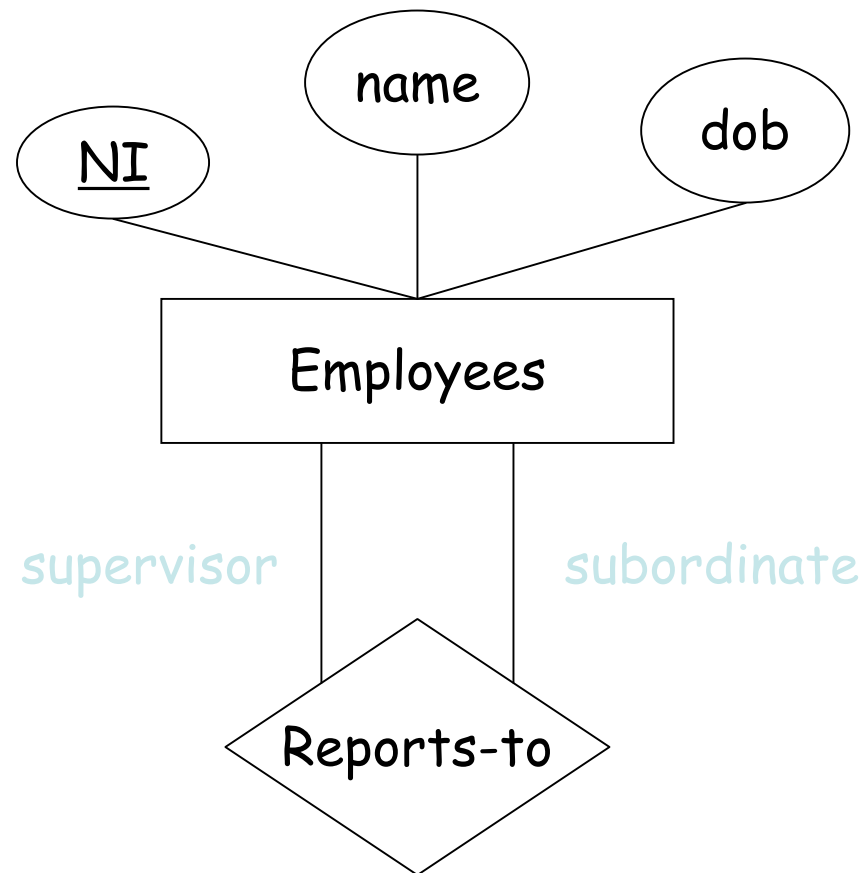 name
dob
NI
Employees
supervisor
subordinate
Reports-to